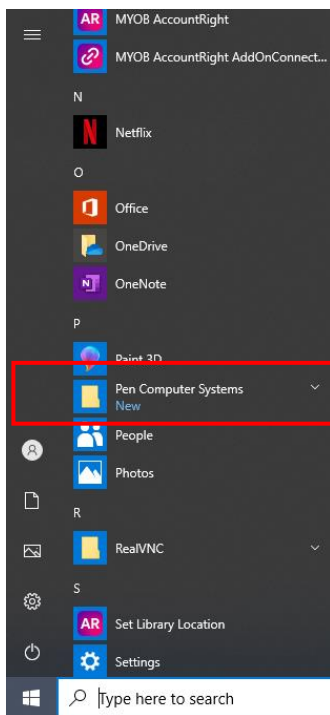 AR MYOB AccountRight
MYOB AccountRight AddOnConnect...
N
Netflix
O
Office
OneDrive
N OneNote
P
Paint 3D
Pen Computer Systems
New
People
Photos
R
RealVNC
S
AR Set Library Location
Settings
Type here to search